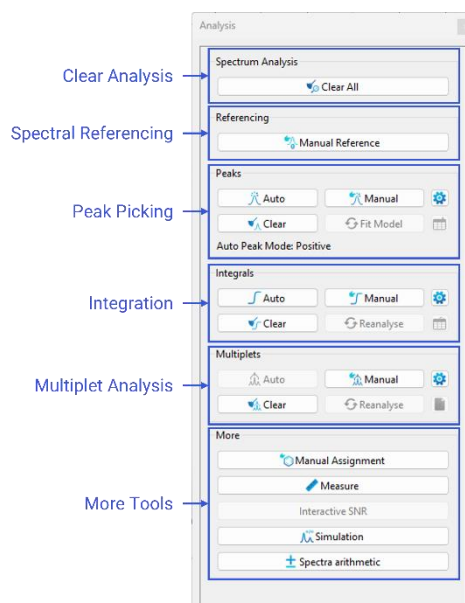 Analysis
Clear Analysis
Spectrum Analysis
Clear All
Spectral Referencing
Referencing
Manual Reference
Peak Picking
Peaks
Auto Manual
Clear Fit Model
Auto Peak Mode: Positive
Integration
Integrals
Auto Manual
Clear Reanalyse
Multiplet Analysis
Multiplets
Auto Manual
Clear Reanalyse
More Tools
More
Manual Assignment
Measure
Interactive SNR
Simulation
Spectra arithmetic